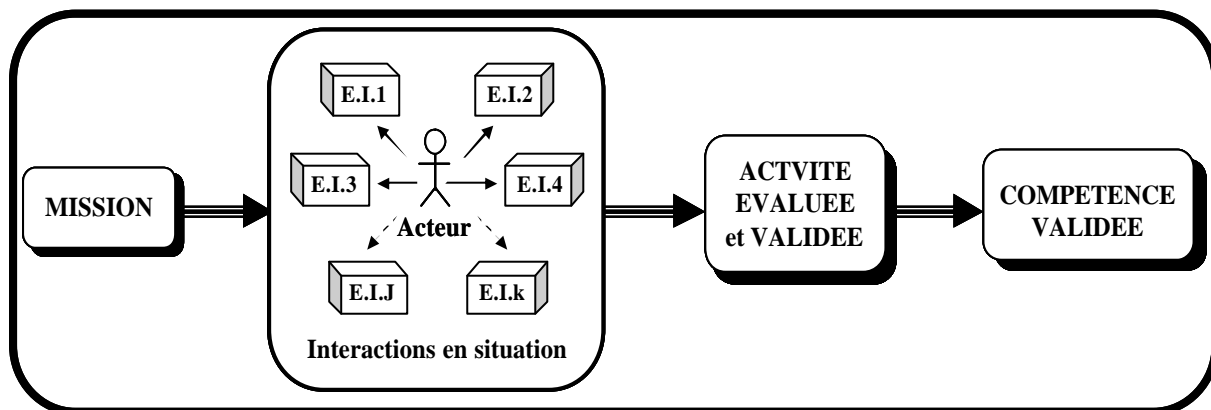 MISSION
E.I.1
E.I.2
E.I.3
E.I.4
Acteur
E.I.J
E.I.k
Interactions en situation
ACTVITE
EVALUEE
et VALIDEE
COMPETENCE
VALIDEE